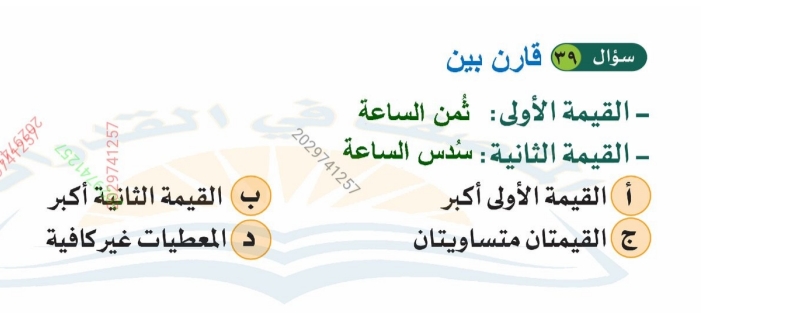 سؤال ٣٩ قارن بين
– القيمة الأولى: ثُمن الساعة
– القيمة الثانية: سُدس الساعة
أ القيمة الأولى أكبر
ب القيمة الثانية أكبر
ج القيمتان متساويتان
د المعطيات غير كافية
2029741257
2029741257